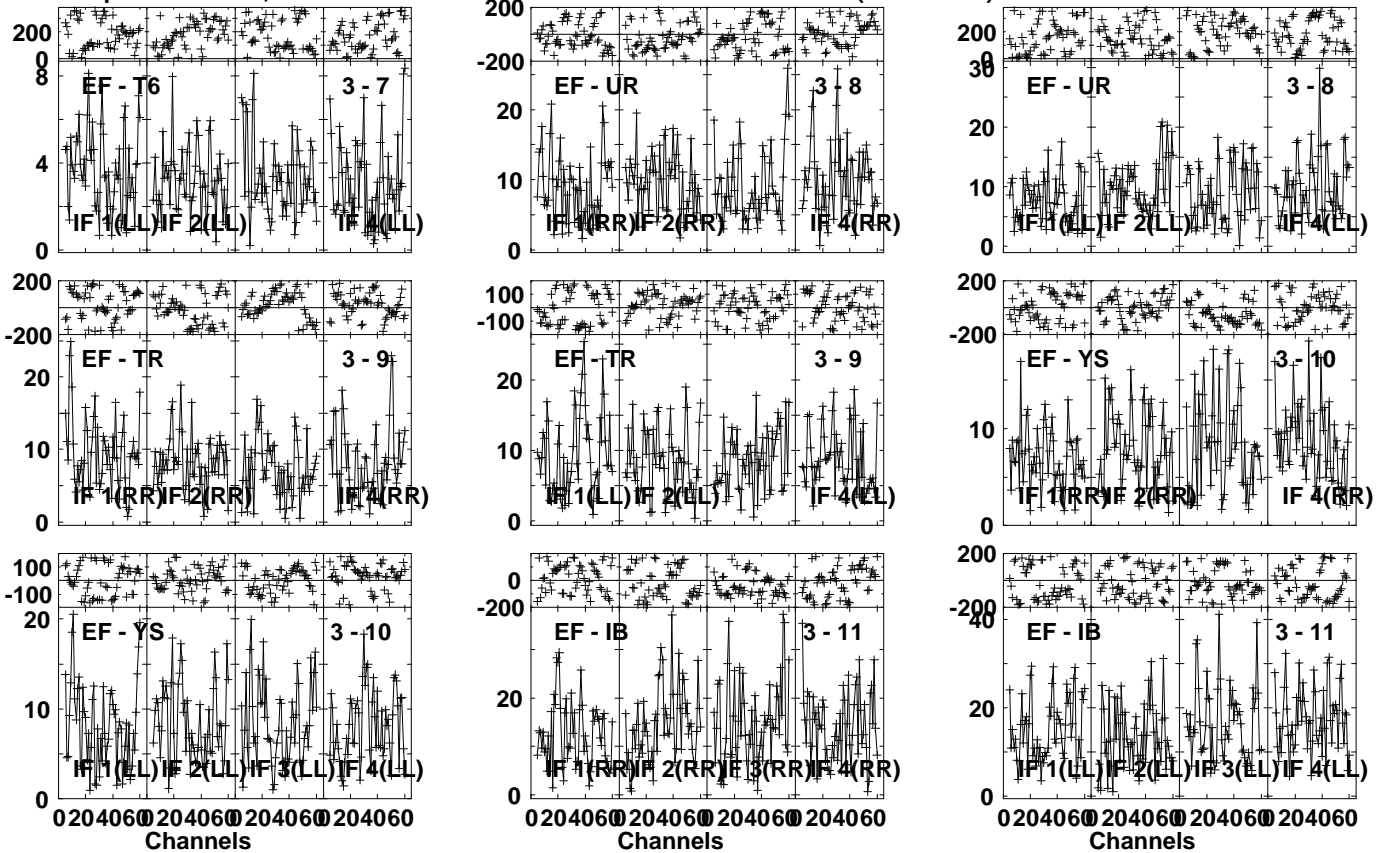 200
0
8
4
0
EF - T6
3 - 7
IF 1(LL) IF 2(LL) IF 4(LL)
200
-200
20
10
0
EF - UR
3 - 8
IF 1(RR) IF 2(RR) IF 4(RR)
200
0
30
20
10
0
EF - UR
3 - 8
IF 1(LL) IF 2(LL) IF 4(LL)
200
-200
20
10
0
EF - TR
3 - 9
IF 1(RR) IF 2(RR) IF 4(RR)
100
-100
20
10
0
EF - TR
3 - 9
IF 1(LL) IF 2(LL) IF 4(LL)
200
-200
10
0
EF - YS
3 - 10
IF 1(RR) IF 2(RR) IF 4(RR)
100
-100
20
10
0
EF - YS
3 - 10
IF 1(LL) IF 2(LL) IF 3(LL) IF 4(LL)
0 20 40 60 0 20 40 60 0 20 40 60 0 20 40 60
Channels
0
-200
20
0
EF - IB
3 - 11
IF 1(RR) IF 2(RR) IF 3(RR) IF 4(RR)
0 20 40 60 0 20 40 60 0 20 40 60 0 20 40 60
Channels
200
-200
40
20
0
EF - IB
3 - 11
IF 1(LL) IF 2(LL) IF 3(LL) IF 4(LL)
0 20 40 60 0 20 40 60 0 20 40 60 0 20 40 60
Channels